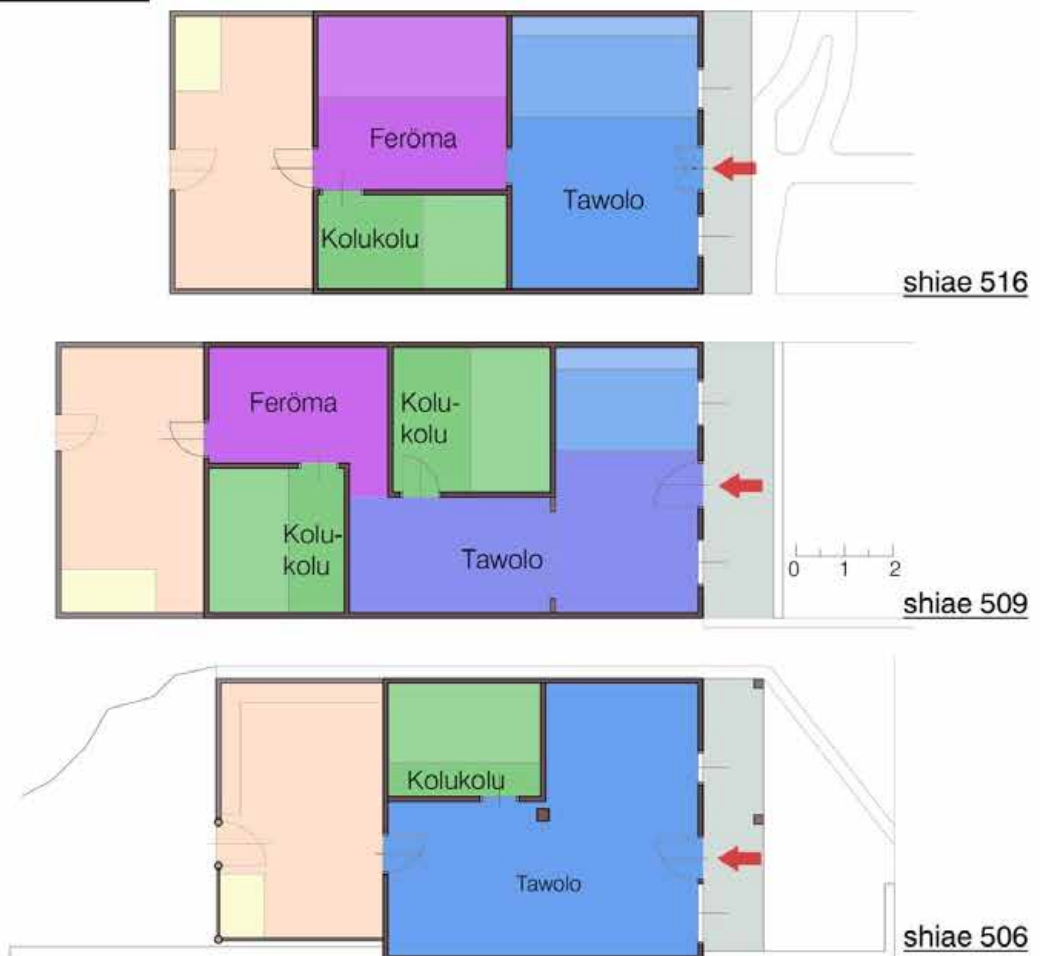 Feröma
Tawolo
Kolukolu
shiae 516
Feröma
Kolu-
kolu
Kolu-
kolu
Tawolo
0 1 2
shiae 509
Kolukolu
Tawolo
shiae 506